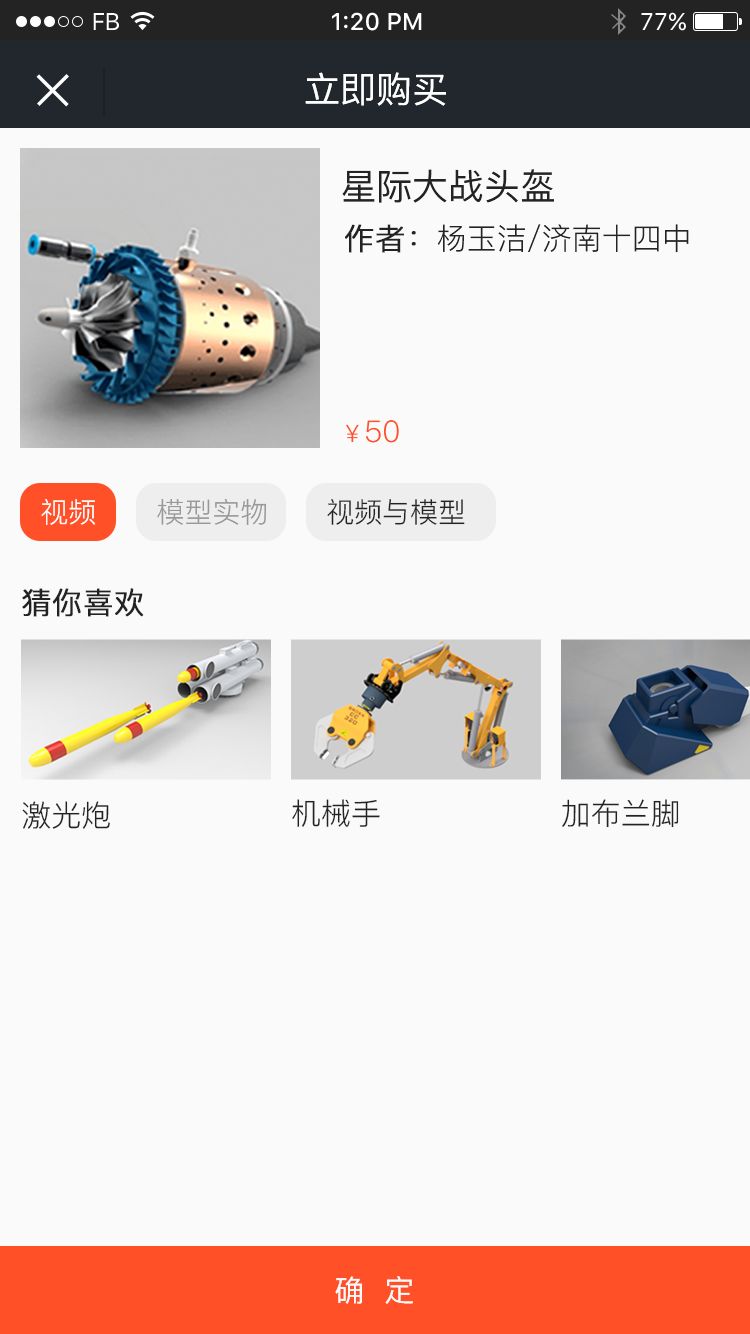 FB 1:20 PM 77%
立即购买
星际大战头盔
作者：杨玉洁/济南十四中
¥50
视频 模型实物 视频与模型
猜你喜欢
激光炮 机械手 加布兰脚
确 定